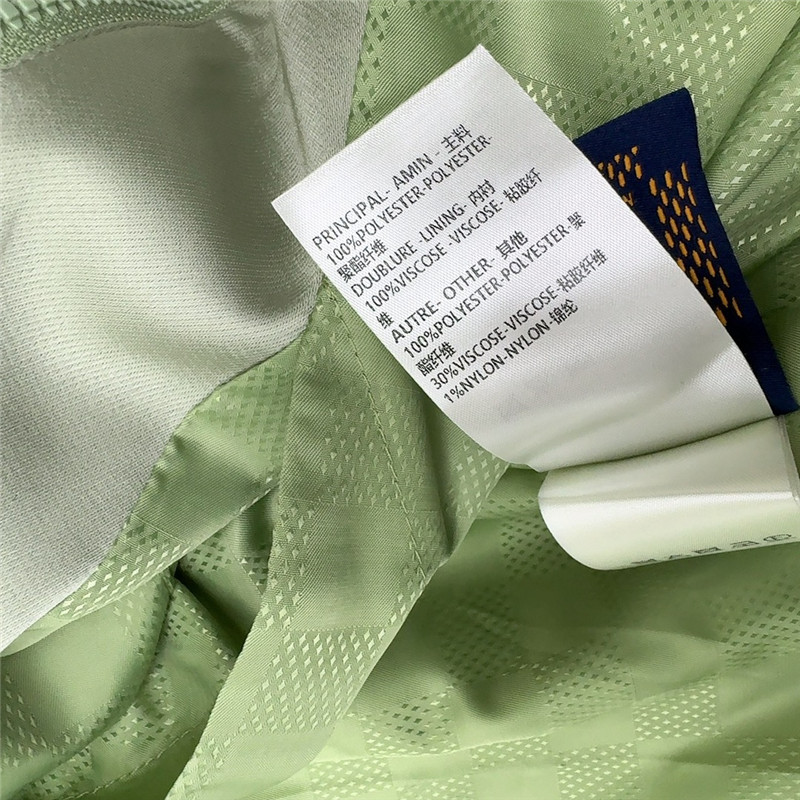 PRINCIPAL- AMIN - 主料
100%POLYESTER-POLYESTER-
聚酯纤维
DOUBLURE -LINING- 内衬
100%VISCOSE - VISCOSE- 粘胶纤
维
AUTRE- OTHER- 其他
100%POLYESTER-POLYESTER-聚
酯纤维
30%VISCOSE-VISCOSE-粘胶纤维
1%NYLON-NYLON-锦纶